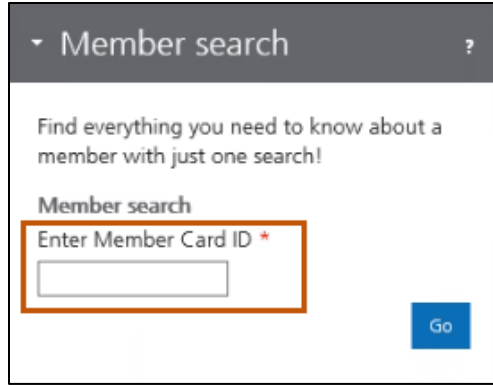 Member search ?
Find everything you need to know about a
member with just one search!
Member search
Enter Member Card ID *
Go